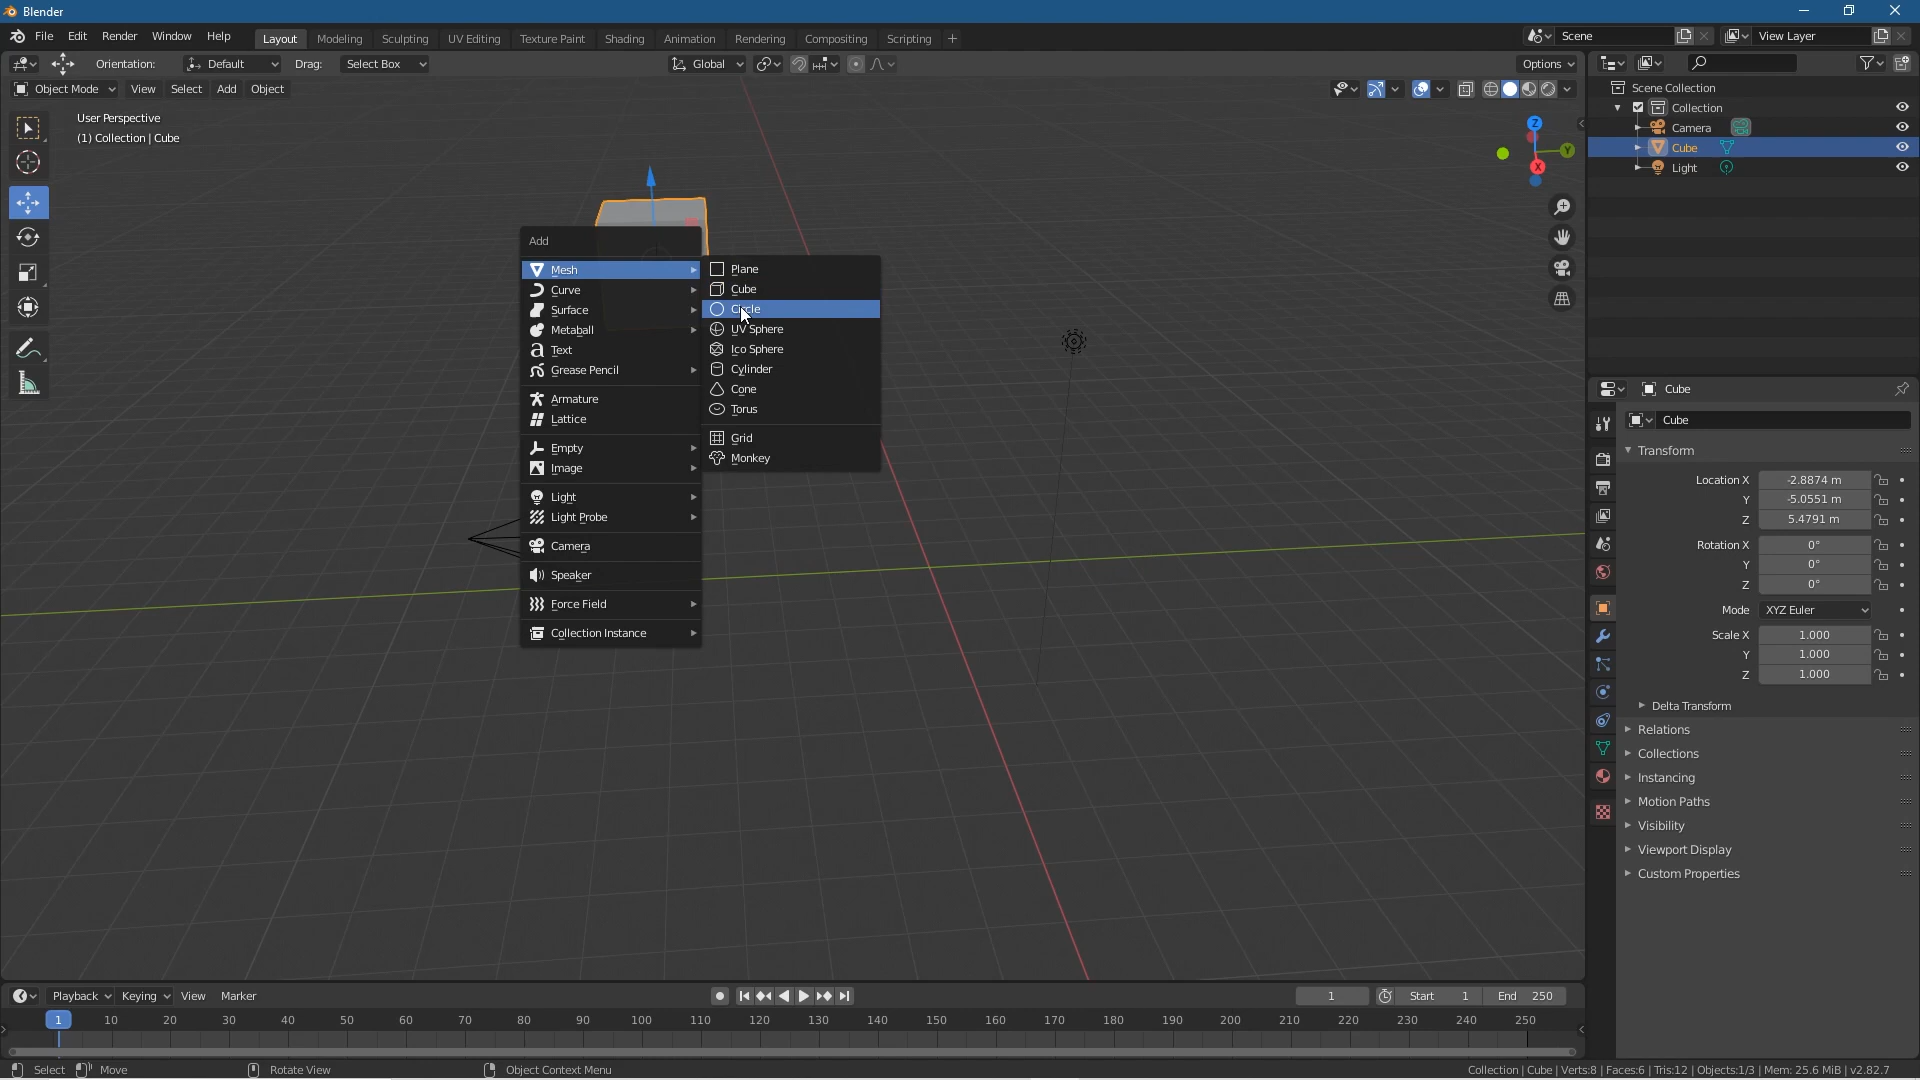 Blender
File Edit Render Window Help Layout Modeling Sculpting UV Editing Texture Paint Shading Animation Rendering Compositing Scripting + Scene View Layer
Orientation: Default Drag: Select Box Global Options
Object Mode View Select Add Object
User Perspective
(1) Collection | Cube
Z
Y
X
Add
Mesh
Curve
Surface
Metaball
Text
Grease Pencil
Armature
Lattice
Empty
Image
Light
Light Probe
Camera
Speaker
Force Field
Collection Instance
Plane
Cube
Circle
UV Sphere
Ico Sphere
Cylinder
Cone
Torus
Grid
Monkey
Scene Collection
Collection
Camera
Cube
Light
Cube
Cube
Transform
Location X -2.8874 m
Y -5.0551 m
Z 5.4791 m
Rotation X 0°
Y 0°
Z 0°
Mode XYZ Euler
Scale X 1.000
Y 1.000
Z 1.000
Delta Transform
Relations
Collections
Instancing
Motion Paths
Visibility
Viewport Display
Custom Properties
Playback Keying View Marker 1 Start 1 End 250
1 10 20 30 40 50 60 70 80 90 100 110 120 130 140 150 160 170 180 190 200 210 220 230 240 250
Select Move Rotate View Object Context Menu Collection | Cube | Verts:8 | Faces:6 | Tris:12 | Objects:1/3 | Mem: 25.6 MiB | v2.82.7